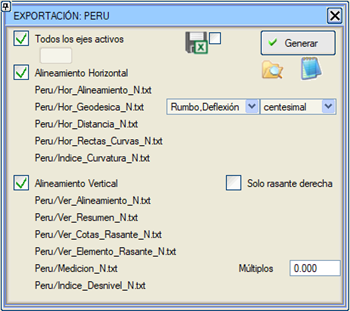 EXPORTACIÓN: PERU
Todos los ejes activos
Generar
Alineamiento Horizontal
Peru/Hor_Alineamiento_N.txt
Peru/Hor_Geodesica_N.txt Rumbo,Deflexión centesimal
Peru/Hor_Distancia_N.txt
Peru/Hor_Rectas_Curvas_N.txt
Peru/Indice_Curvatura_N.txt
Alineamiento Vertical Solo rasante derecha
Peru/Ver_Alineamiento_N.txt
Peru/Ver_Resumen_N.txt
Peru/Ver_Cotas_Rasante_N.txt
Peru/Ver_Elemento_Rasante_N.txt
Peru/Medicion_N.txt Múltiplos 0.000
Peru/Indice_Desnivel_N.txt